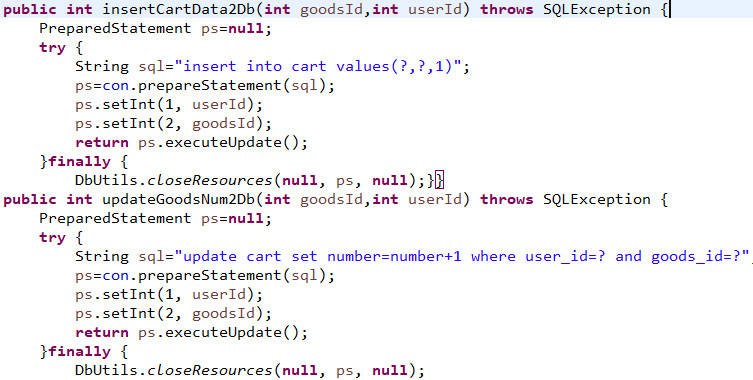 public int insertCartData2Db(int goodsId,int userId) throws SQLException {
    PreparedStatement ps=null;
    try {
        String sql="insert into cart values(?,?,1)";
        ps=con.prepareStatement(sql);
        ps.setInt(1, userId);
        ps.setInt(2, goodsId);
        return ps.executeUpdate();
    }finally {
        DbUtils.closeResources(null, ps, null);}}
public int updateGoodsNum2Db(int goodsId,int userId) throws SQLException {
    PreparedStatement ps=null;
    try {
        String sql="update cart set number=number+1 where user_id=? and goods_id=?";
        ps=con.prepareStatement(sql);
        ps.setInt(1, userId);
        ps.setInt(2, goodsId);
        return ps.executeUpdate();
    }finally {
        DbUtils.closeResources(null, ps, null);